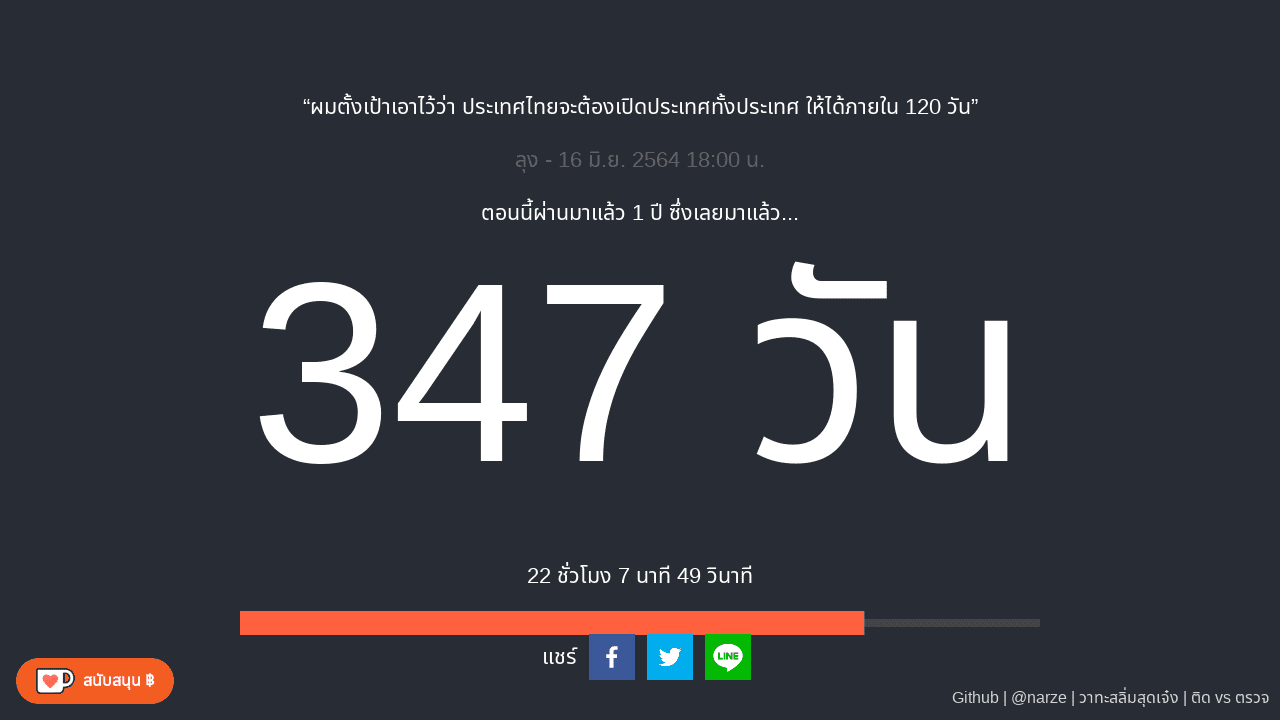 “ผมตั้งเป้าเอาไว้ว่า ประเทศไทยจะต้องเปิดประเทศทั้งประเทศ ให้ได้ภายใน 120 วัน”
ลุง - 16 มิ.ย. 2564 18:00 น.
ตอนนี้ผ่านมาแล้ว 1 ปี ซึ่งเลยมาแล้ว...
347 วัน
22 ชั่วโมง 7 นาที 49 วินาที
แชร์
LINE
สนับสนุน ฿
Github | @narze | วาทะสลิ่มสุดเจ๋ง | ติด vs ตรวจ